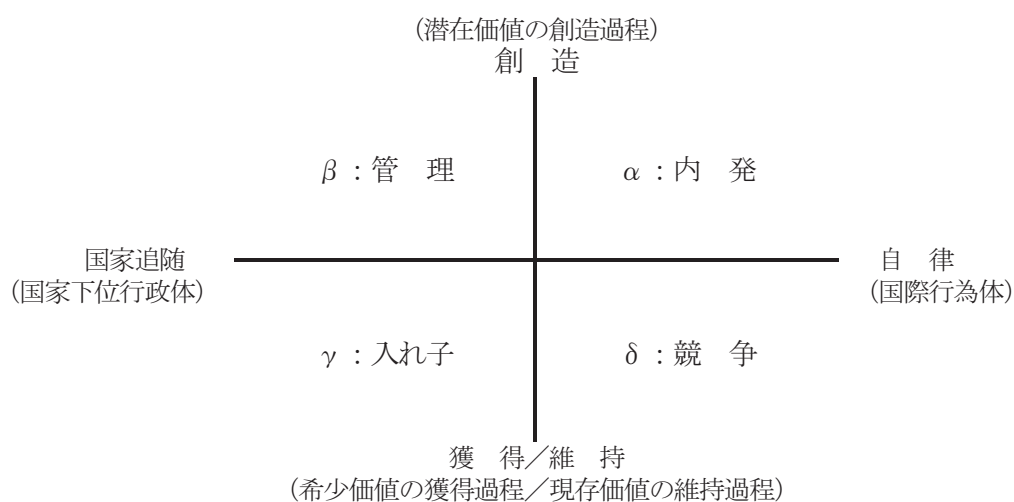 (潜在価値の創造過程)
創　造
β：管　理
α：内　発
国家追随
(国家下位行政体)
自　律
(国際行為体)
γ：入れ子
δ：競　争
獲　得／維　持
(希少価値の獲得過程／現存価値の維持過程)